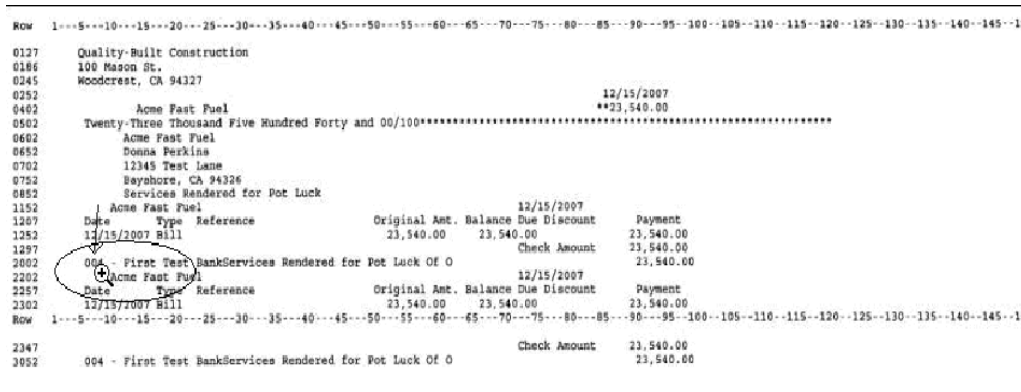 Row 1---5---10---15---20---25---30---35---40---45---50---55---60---65---70---75---80---85---90---95--100--105--110--115--120--125--130--135--140--145--1
0127 Quality-Built Construction
0186 100 Mason St.
0245 Woodcrest, CA 94327
0252 12/15/2007
0402 Acme Fast Fuel **23,540.00
0502 Twenty-Three Thousand Five Hundred Forty and 00/100**********************************************************************
0602 Acme Fast Fuel
0652 Donna Perkins
0702 12345 Test Lane
0752 Bayshore, CA 94326
0852 Services Rendered for Pot Luck
1152 Acme Fast Fuel 12/15/2007
1207 Date Type Reference Original Amt. Balance Due Discount Payment
1252 12/15/2007 Bill 23,540.00 23,540.00 23,540.00
1297 Check Amount 23,540.00
2002 004 - First Test BankServices Rendered for Pot Luck Of O 23,540.00
2202 Acme Fast Fuel 12/15/2007
2257 Date Type Reference Original Amt. Balance Due Discount Payment
2302 12/15/2007 Bill 23,540.00 23,540.00 23,540.00
Row 1---5---10---15---20---25---30---35---40---45---50---55---60---65---70---75---80---85---90---95--100--105--110--115--120--125--130--135--140--145--1
2347 Check Amount 23,540.00
3052 004 - First Test BankServices Rendered for Pot Luck Of O 23,540.00